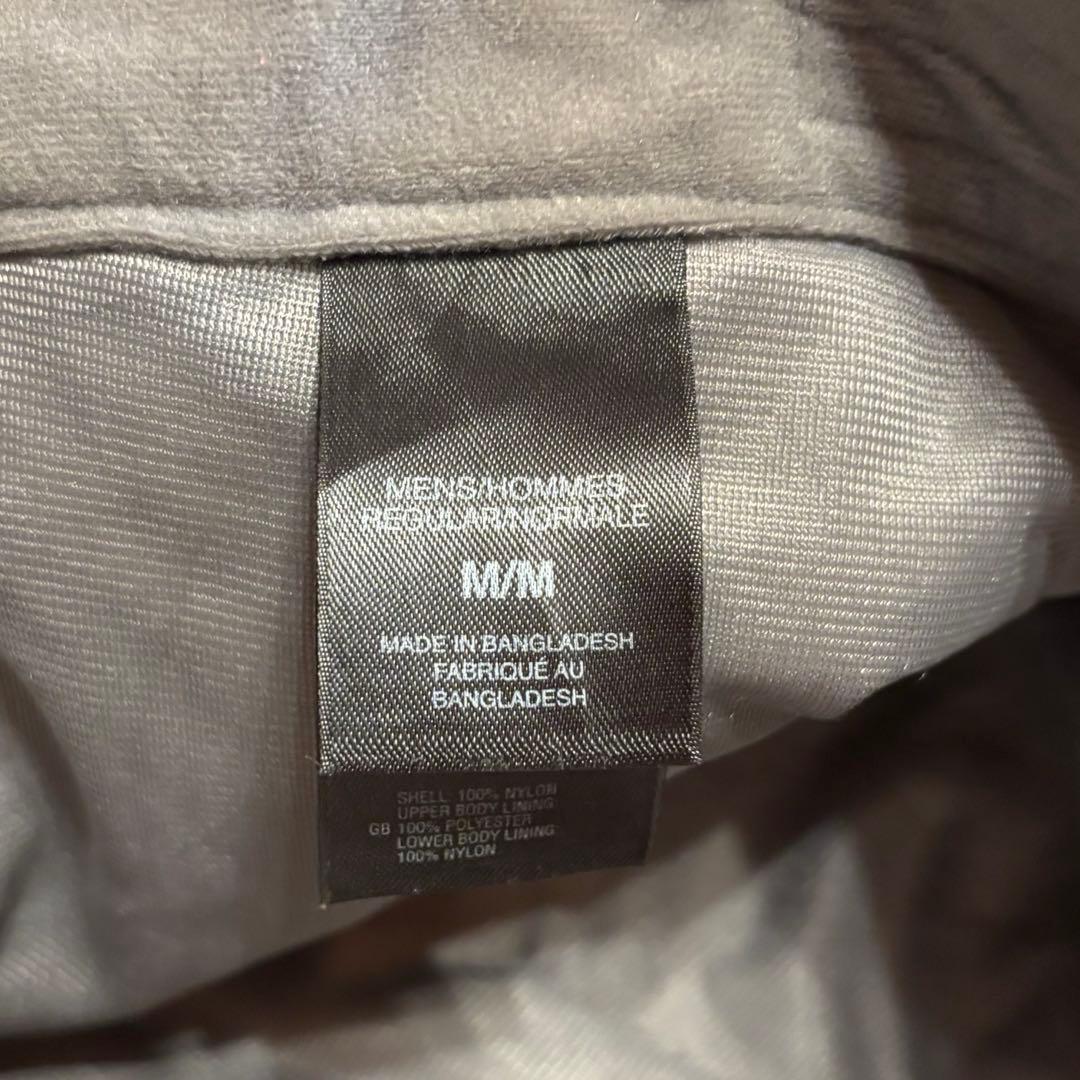 MENS/HOMMES
REGULAR/NORMALE
M/M
MADE IN BANGLADESH
FABRIQUE AU
BANGLADESH
SHELL: 100% NYLON
UPPER BODY LINING:
GB 100% POLYESTER
LOWER BODY LINING:
100% NYLON